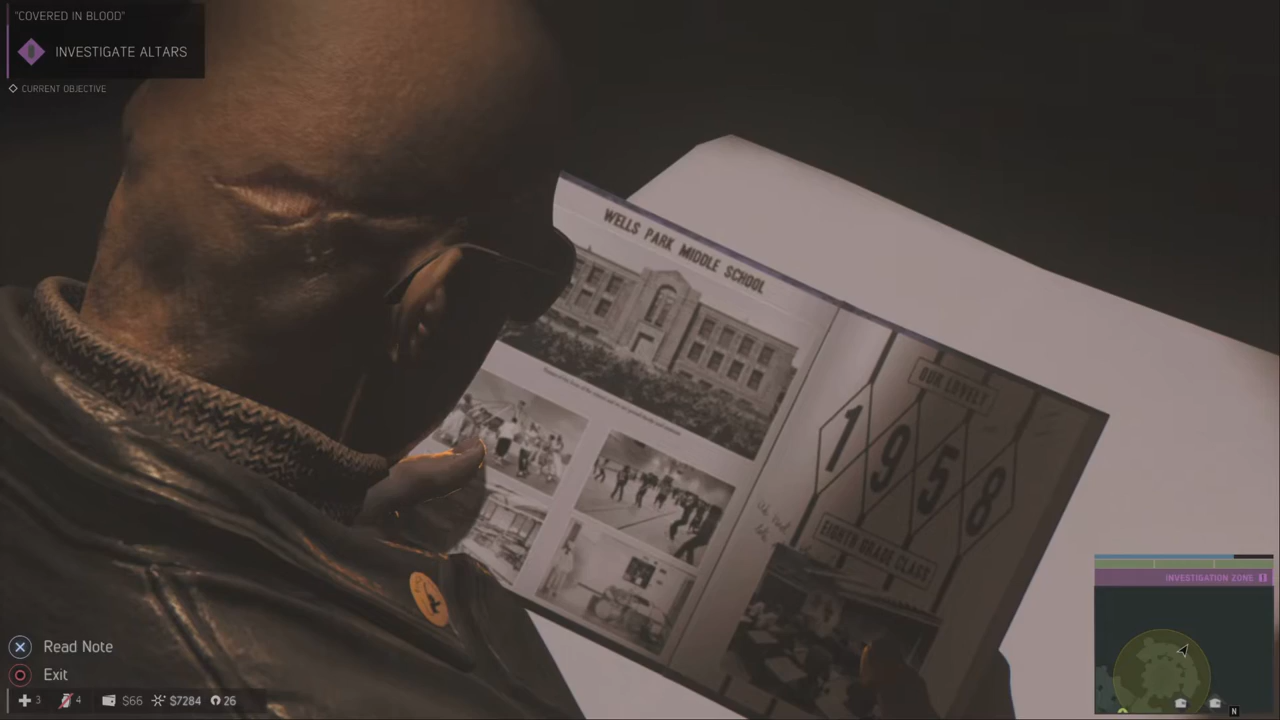 "COVERED IN BLOOD"
INVESTIGATE ALTARS
CURRENT OBJECTIVE
WELLS PARK MIDDLE SCHOOL
OUR LOVELY
1958
EIGHTH GRADE CLASS
INVESTIGATION ZONE
Read Note
Exit
3 4 $66 $7284 26
N